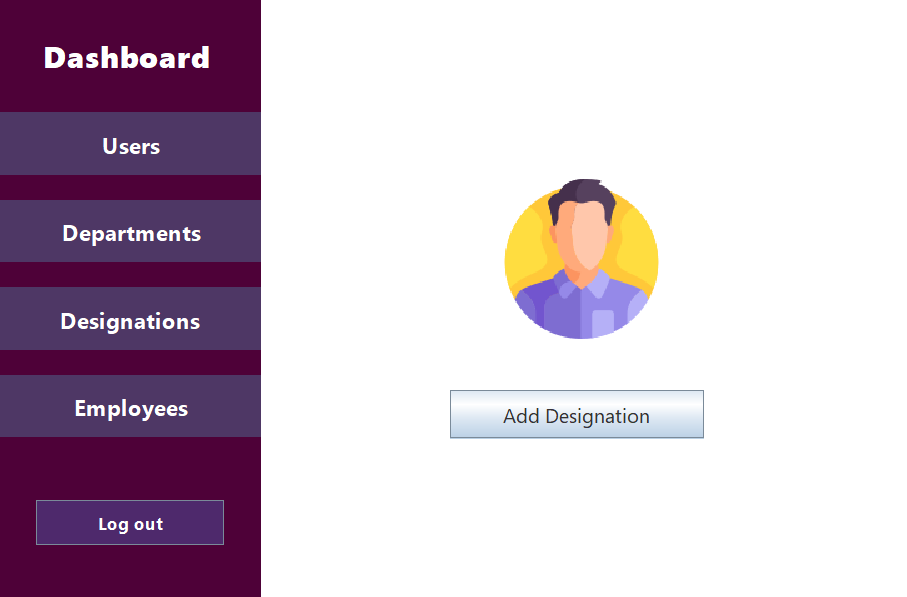 Dashboard
Users
Departments
Designations
Employees
Log out
Add Designation